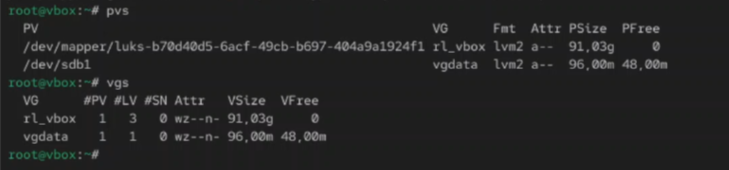 root@vbox:~# pvs
  PV                                                    VG      Fmt  Attr PSize  PFree
  /dev/mapper/luks-b70d40d5-6acf-49cb-b697-404a9a1924f1 rl_vbox lvm2 a--  91,03g     0
  /dev/sdb1                                             vgdata  lvm2 a--  96,00m 48,00m
root@vbox:~# vgs
  VG      #PV #LV #SN Attr   VSize  VFree
  rl_vbox   1   3   0 wz--n- 91,03g     0
  vgdata    1   1   0 wz--n- 96,00m 48,00m
root@vbox:~#